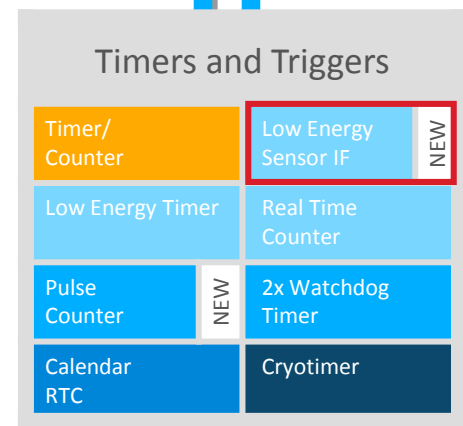 Timers and Triggers
Timer/
Counter
Low Energy
Sensor IF
NEW
Low Energy Timer
Real Time
Counter
Pulse
Counter
NEW
2x Watchdog
Timer
Calendar
RTC
Cryotimer